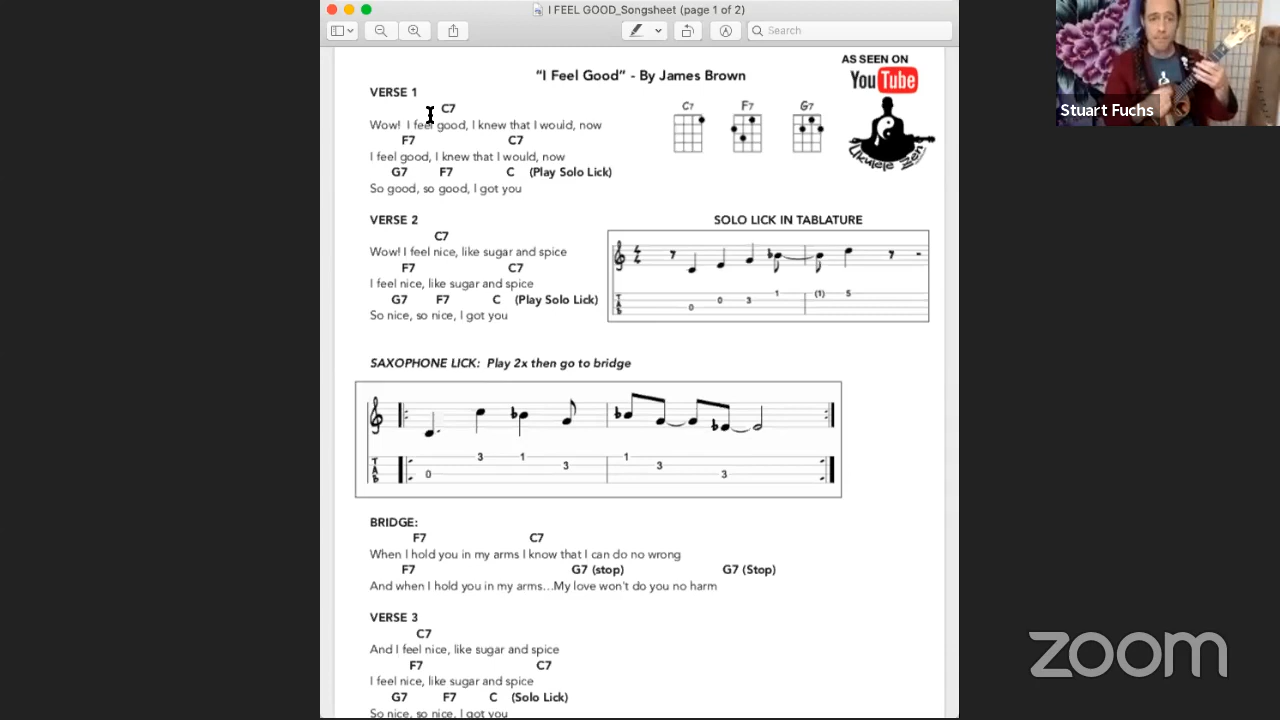 I FEEL GOOD_Songsheet (page 1 of 2)
Search
Stuart Fuchs
"I Feel Good" - By James Brown
AS SEEN ON
YouTube
Ukulele Zen
C7 F7 G7
VERSE 1
C7
Wow! I feel good, I knew that I would, now
F7 C7
I feel good, I knew that I would, now
G7 F7 C (Play Solo Lick)
So good, so good, I got you
VERSE 2
C7
Wow! I feel nice, like sugar and spice
F7 C7
I feel nice, like sugar and spice
G7 F7 C (Play Solo Lick)
So nice, so nice, I got you
SOLO LICK IN TABLATURE
4 4
T A B 0 0 3 1 (1) 5
SAXOPHONE LICK: Play 2x then go to bridge
T A B 0 3 1 3 1 3 3
BRIDGE:
F7 C7
When I hold you in my arms I know that I can do no wrong
F7 G7 (stop) G7 (Stop)
And when I hold you in my arms...My love won't do you no harm
VERSE 3
C7
And I feel nice, like sugar and spice
F7 C7
I feel nice, like sugar and spice
G7 F7 C (Solo Lick)
So nice, so nice, I got you
zoom